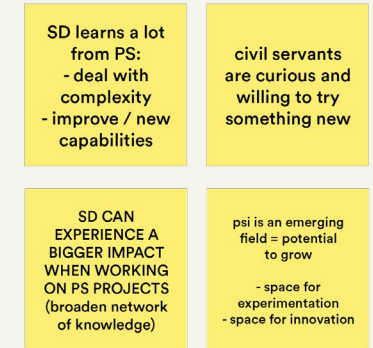 SD learns a lot
from PS:
- deal with
complexity
- improve / new
capabilities
civil servants
are curious and
willing to try
something new
SD CAN
EXPERIENCE A
BIGGER IMPACT
WHEN WORKING
ON PS PROJECTS
(broaden network
of knowledge)
psi is an emerging
field = potential
to grow
- space for
experimentation
- space for innovation